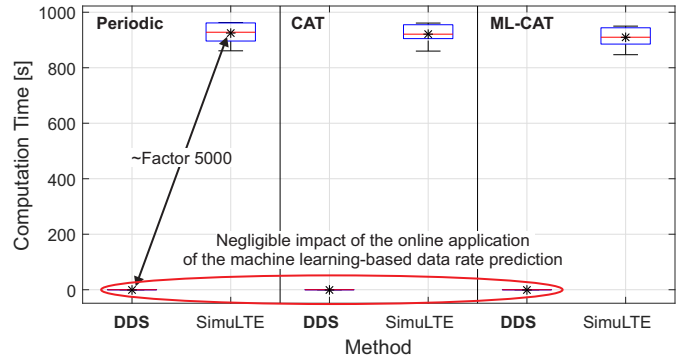 1000
800
600
400
200
0
Computation Time [s]
Periodic
CAT
ML-CAT
~Factor 5000
Negligible impact of the online application
of the machine learning-based data rate prediction
DDS
SimuLTE
DDS
SimuLTE
DDS
SimuLTE
Method